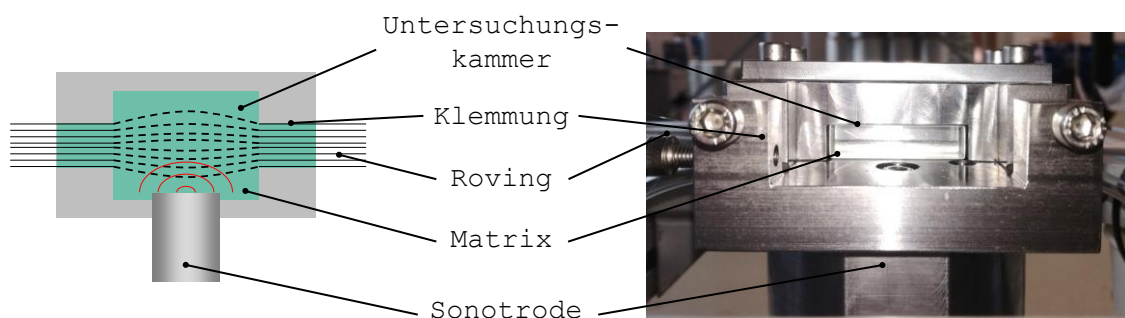 Untersuchungs-
kammer
Klemmung
Roving
Matrix
Sonotrode